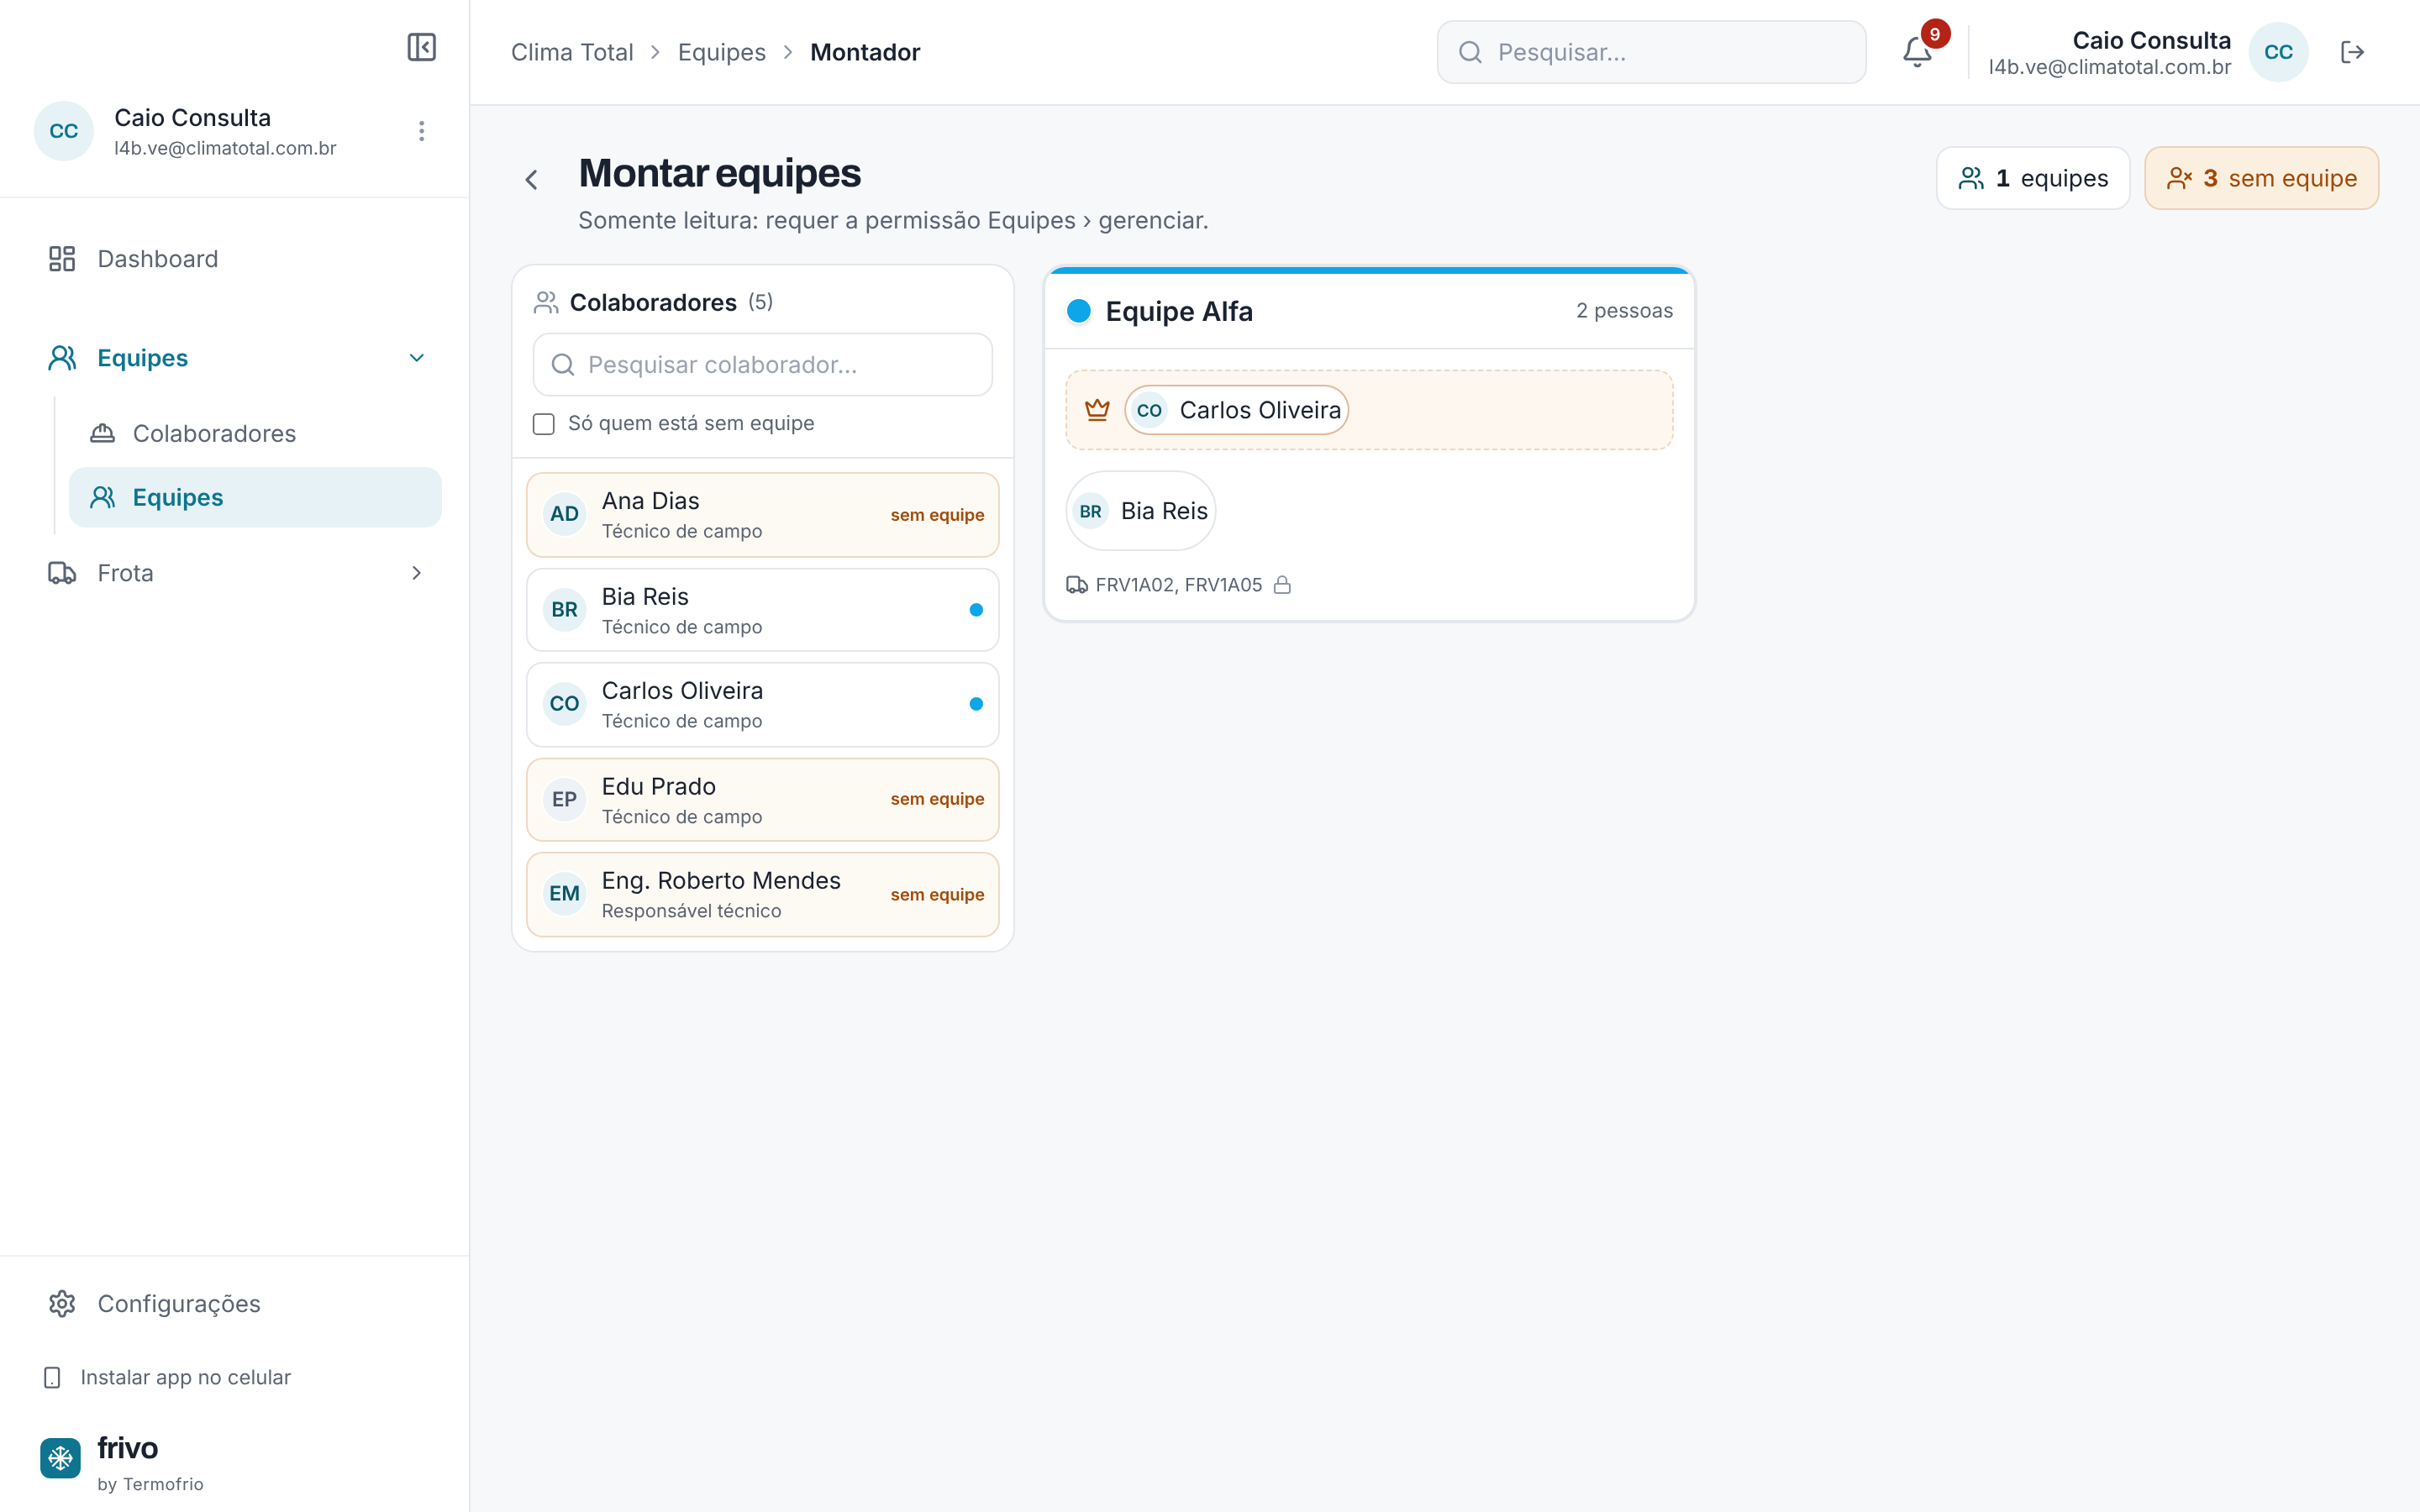 CC
Caio Consulta
l4b.ve@climatotal.com.br
Dashboard
Equipes
Colaboradores
Equipes
Frota
Configurações
Instalar app no celular
frivo
by Termofrio
Clima Total > Equipes > Montador
Pesquisar...
9
Caio Consulta
l4b.ve@climatotal.com.br
CC
Montar equipes
Somente leitura: requer a permissão Equipes › gerenciar.
1 equipes
3 sem equipe
Colaboradores (5)
Pesquisar colaborador...
Só quem está sem equipe
AD
Ana Dias
Técnico de campo
sem equipe
BR
Bia Reis
Técnico de campo
CO
Carlos Oliveira
Técnico de campo
EP
Edu Prado
Técnico de campo
sem equipe
EM
Eng. Roberto Mendes
Responsável técnico
sem equipe
Equipe Alfa
2 pessoas
CO
Carlos Oliveira
BR
Bia Reis
FRV1A02, FRV1A05